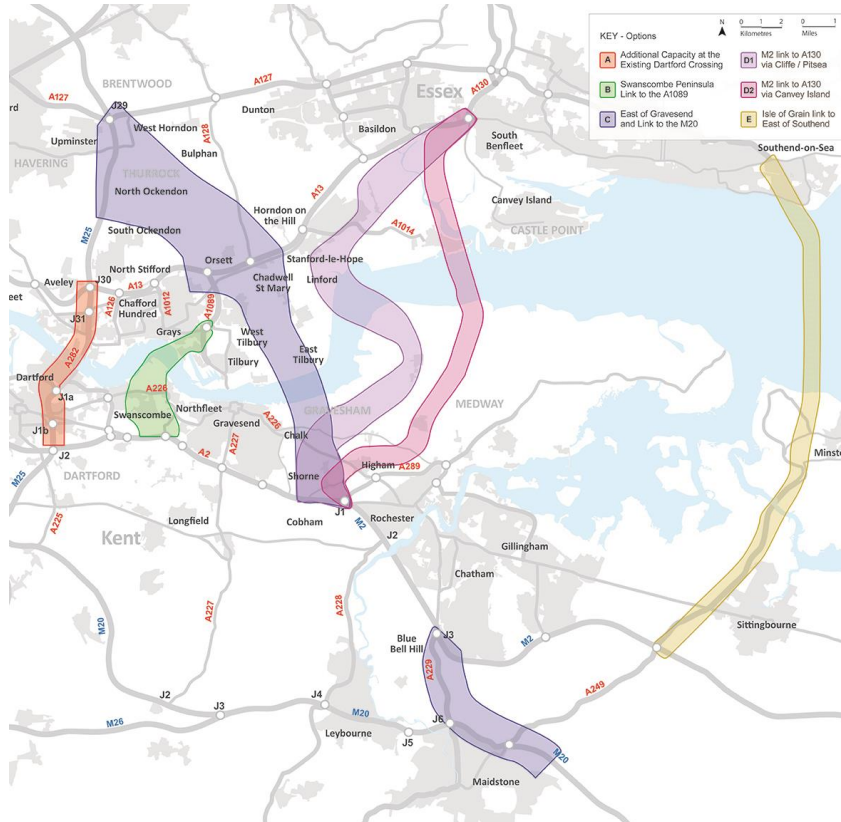 KEY - Options
A Additional Capacity at the
Existing Dartford Crossing
B Swanscombe Peninsula
Link to the A1089
C East of Gravesend
and Link to the M20
D1 M2 link to A130
via Cliffe / Pitsea
D2 M2 link to A130
via Canvey Island
E Isle of Grain link to
East of Southend
N
0 1 2
Kilometres
0 1
Miles
BRENTWOOD
A127
Essex
A130
A127
J29
Dunton
West Horndon
A128
Basildon
Upminster
Bulphan
South
Benfleet
Southend-on-Sea
HAVERING
THURROCK
North Ockendon
A13
Canvey Island
Horndon on
the Hill
A1014
CASTLE POINT
M25
South Ockendon
Stanford-le-Hope
Orsett
North Stifford
Linford
Aveley
J30
A13
Chadwell
St Mary
A126
Chafford
Hundred
A1012
A1089
J31
Grays
West
Tilbury
A282
Tilbury
East
Tilbury
Dartford
J1a
A226
Northfleet
Swanscombe
Gravesend
A226
GRAVESHAM
MEDWAY
J1b
A227
Chalk
A2
J2
Higham
A289
Minst
M25
DARTFORD
Shorne
J1
A225
Longfield
Cobham
M2
Rochester
Kent
J2
Gillingham
Chatham
A227
A228
Sittingbourne
M20
Blue
Bell Hill
J3
M2
A229
A249
J2
J3
J4
M20
J6
M26
Leybourne
J5
M20
Maidstone